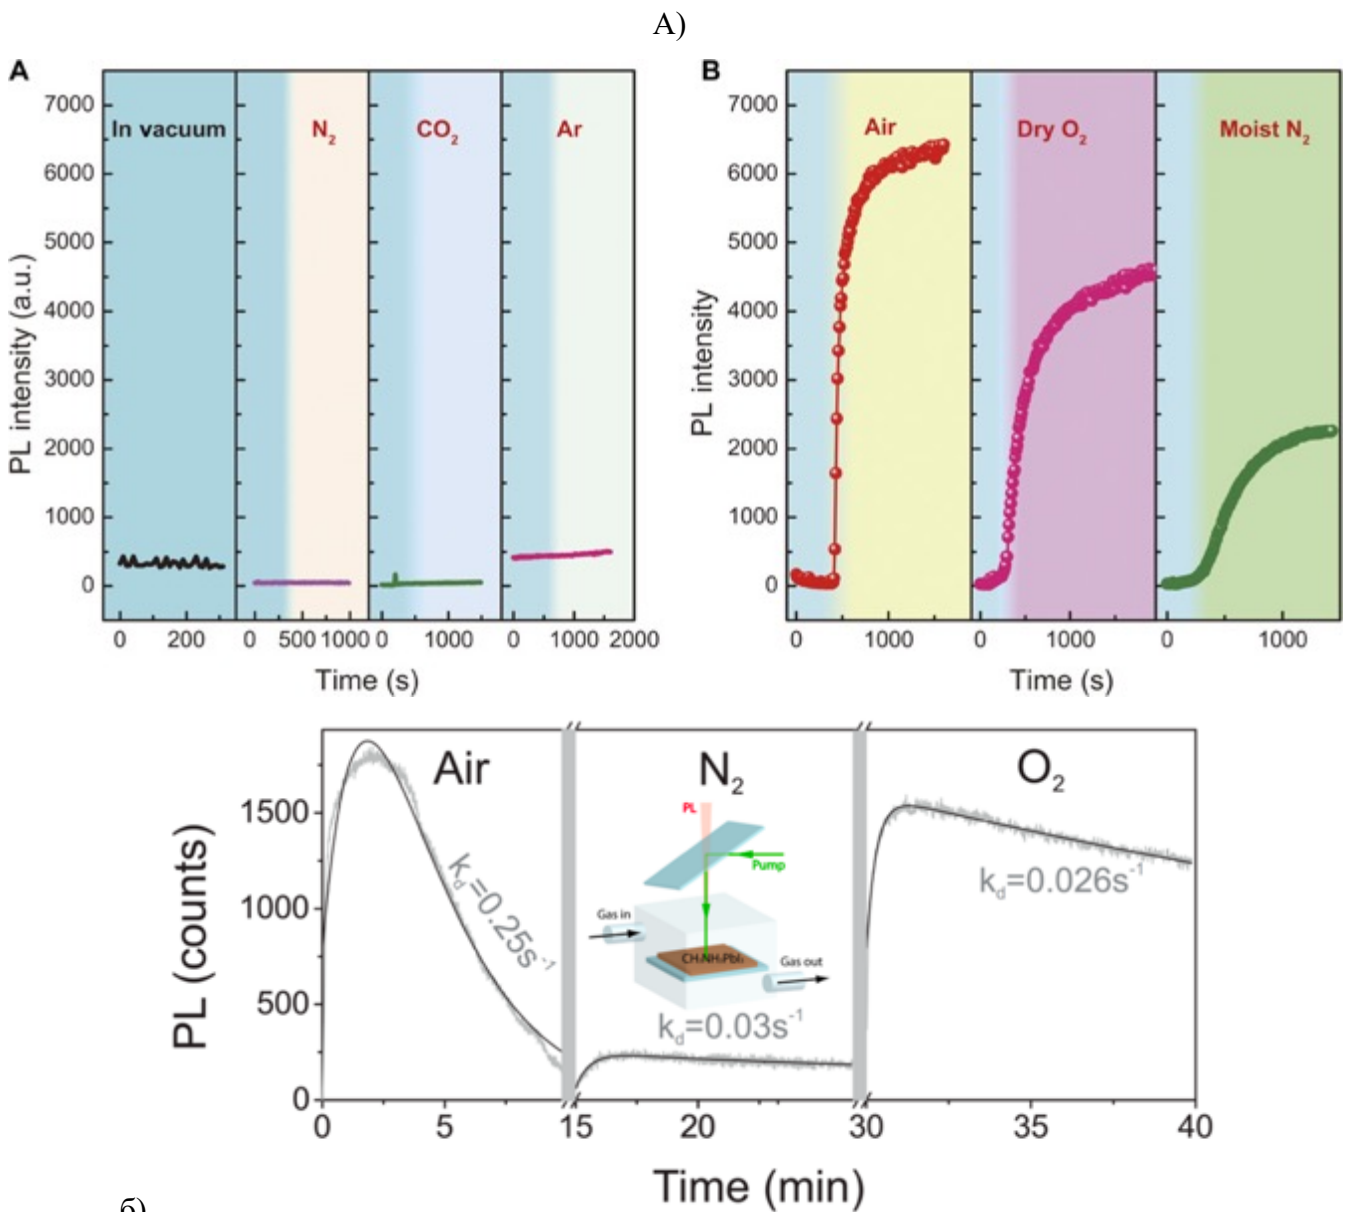 А)
A
B
7000
6000
5000
4000
3000
2000
1000
0
PL intensity (a.u.)
In vacuum
N2
CO2
Ar
0 200 0 500 1000 0 1000 0 1000 2000
Time (s)
7000
6000
5000
4000
3000
2000
1000
0
PL intensity
Air
Dry O2
Moist N2
0 1000 0 1000 0 1000
Time (s)
PL (counts)
1500
1000
500
0
Air
kd=0.25s-1
N2
PL
Pump
Gas in
CH3NH3PbI3
Gas out
kd=0.03s-1
O2
kd=0.026s-1
0 5 15 20 30 35 40
Time (min)
б)